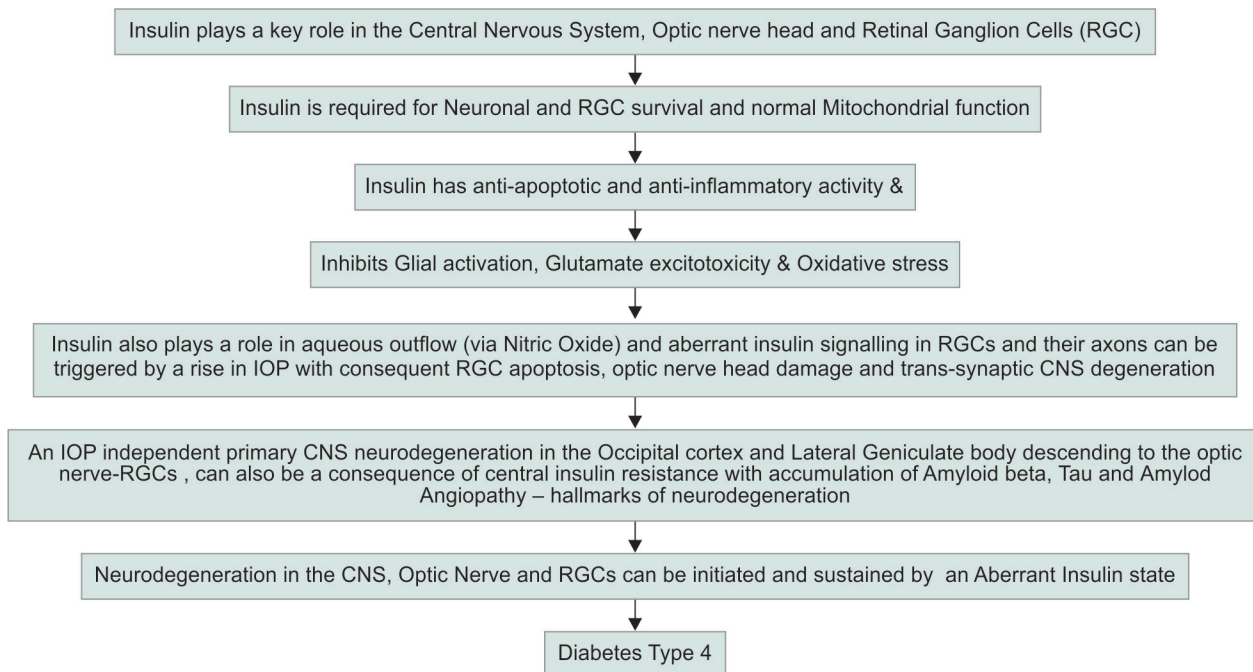 Insulin plays a key role in the Central Nervous System, Optic nerve head and Retinal Ganglion Cells (RGC)
Insulin is required for Neuronal and RGC survival and normal Mitochondrial function
Insulin has anti-apoptotic and anti-inflammatory activity &
Inhibits Glial activation, Glutamate excitotoxicity & Oxidative stress
Insulin also plays a role in aqueous outflow (via Nitric Oxide) and aberrant insulin signalling in RGCs and their axons can be
triggered by a rise in IOP with consequent RGC apoptosis, optic nerve head damage and trans-synaptic CNS degeneration
An IOP independent primary CNS neurodegeneration in the Occipital cortex and Lateral Geniculate body descending to the optic
nerve-RGCs , can also be a consequence of central insulin resistance with accumulation of Amyloid beta, Tau and Amylod
Angiopathy – hallmarks of neurodegeneration
Neurodegeneration in the CNS, Optic Nerve and RGCs can be initiated and sustained by an Aberrant Insulin state
Diabetes Type 4